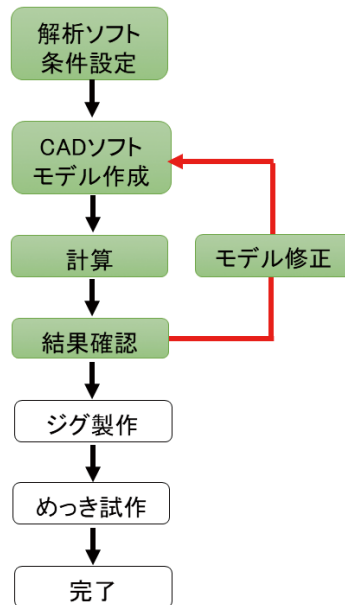 解析ソフト
条件設定
CADソフト
モデル作成
計算
モデル修正
結果確認
ジグ製作
めっき試作
完了